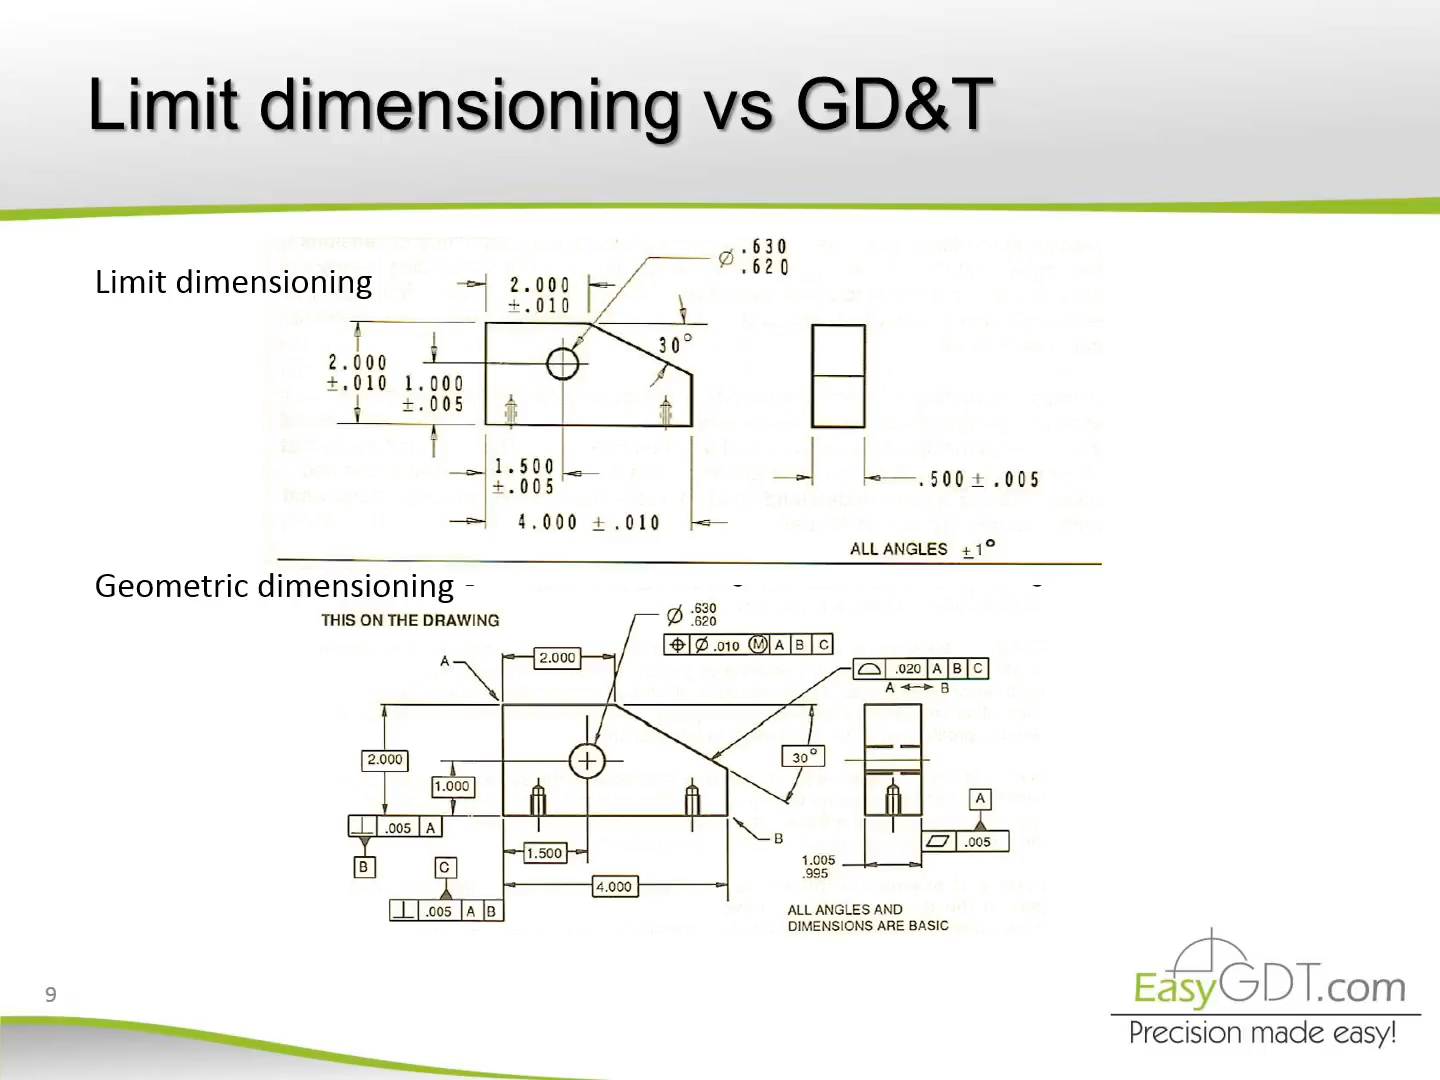 Limit dimensioning vs GD&T
Limit dimensioning
⌀ .630
.620
2.000
±.010
30°
2.000
±.010
1.000
±.005
1.500
±.005
.500 ± .005
4.000 ± .010
ALL ANGLES ±1°
Geometric dimensioning
THIS ON THE DRAWING
⌀ .630
.620
⌖ ⌀ .010 Ⓜ A B C
A
2.000
⌓ .020 A B C
A ↔ B
2.000
30°
1.000
A
⟂ .005 A
B
⏥ .005
B
1.500
1.005
.995
C
4.000
⟂ .005 A B
ALL ANGLES AND
DIMENSIONS ARE BASIC
9
EasyGDT.com
Precision made easy!